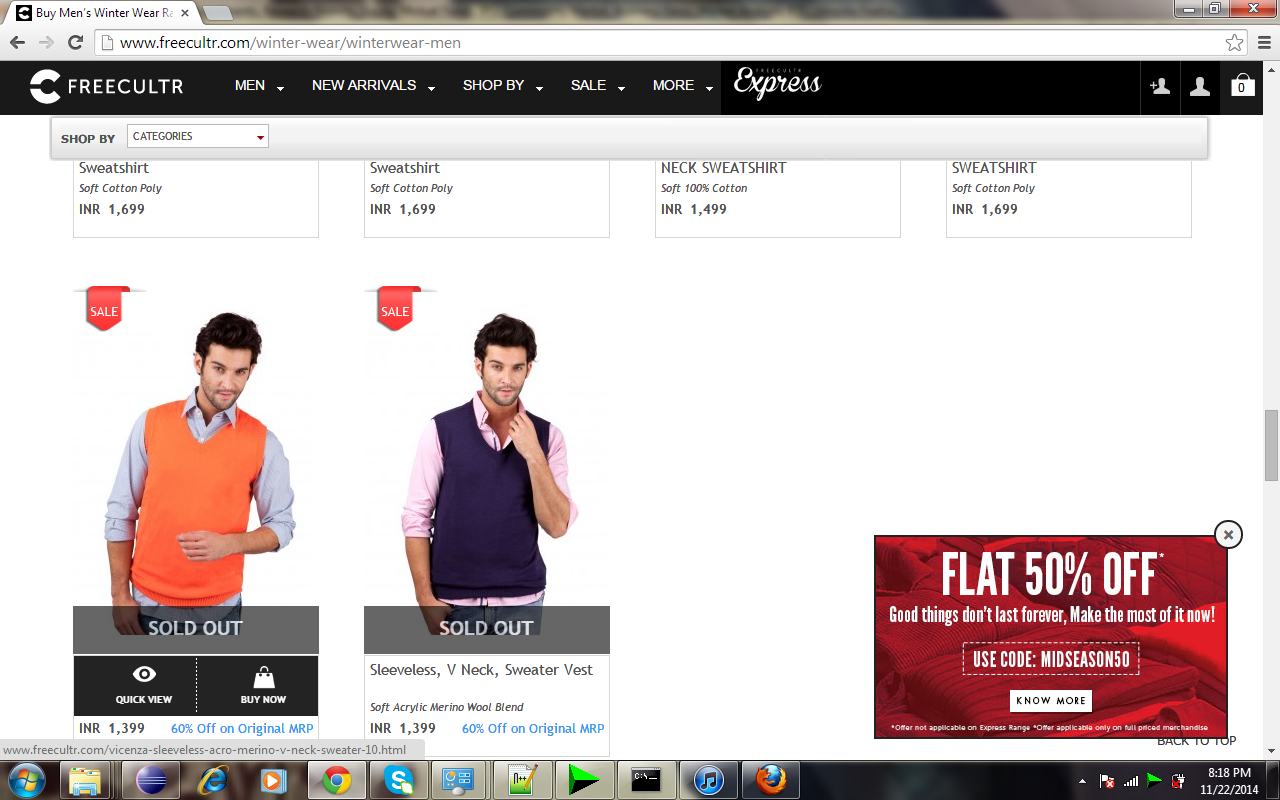 Buy Men's Winter Wear Ra
www.freecultr.com/winter-wear/winterwear-men
FREECULTR
MEN
NEW ARRIVALS
SHOP BY
SALE
MORE
FREECULTR
Express
0
SHOP BY
CATEGORIES
Sweatshirt
Soft Cotton Poly
INR 1,699
Sweatshirt
Soft Cotton Poly
INR 1,699
NECK SWEATSHIRT
Soft 100% Cotton
INR 1,499
SWEATSHIRT
Soft Cotton Poly
INR 1,699
SALE
SOLD OUT
QUICK VIEW
BUY NOW
INR 1,399
60% Off on Original MRP
SALE
SOLD OUT
Sleeveless, V Neck, Sweater Vest
Soft Acrylic Merino Wool Blend
INR 1,399
60% Off on Original MRP
FLAT 50% OFF*
Good things don't last forever, Make the most of it now!
USE CODE: MIDSEASON50
KNOW MORE
*Offer not applicable on Express Range *Offer applicable only on full priced merchandise
BACK TO TOP
www.freecultr.com/vicenza-sleeveless-acro-merino-v-neck-sweater-10.html
8:18 PM
11/22/2014